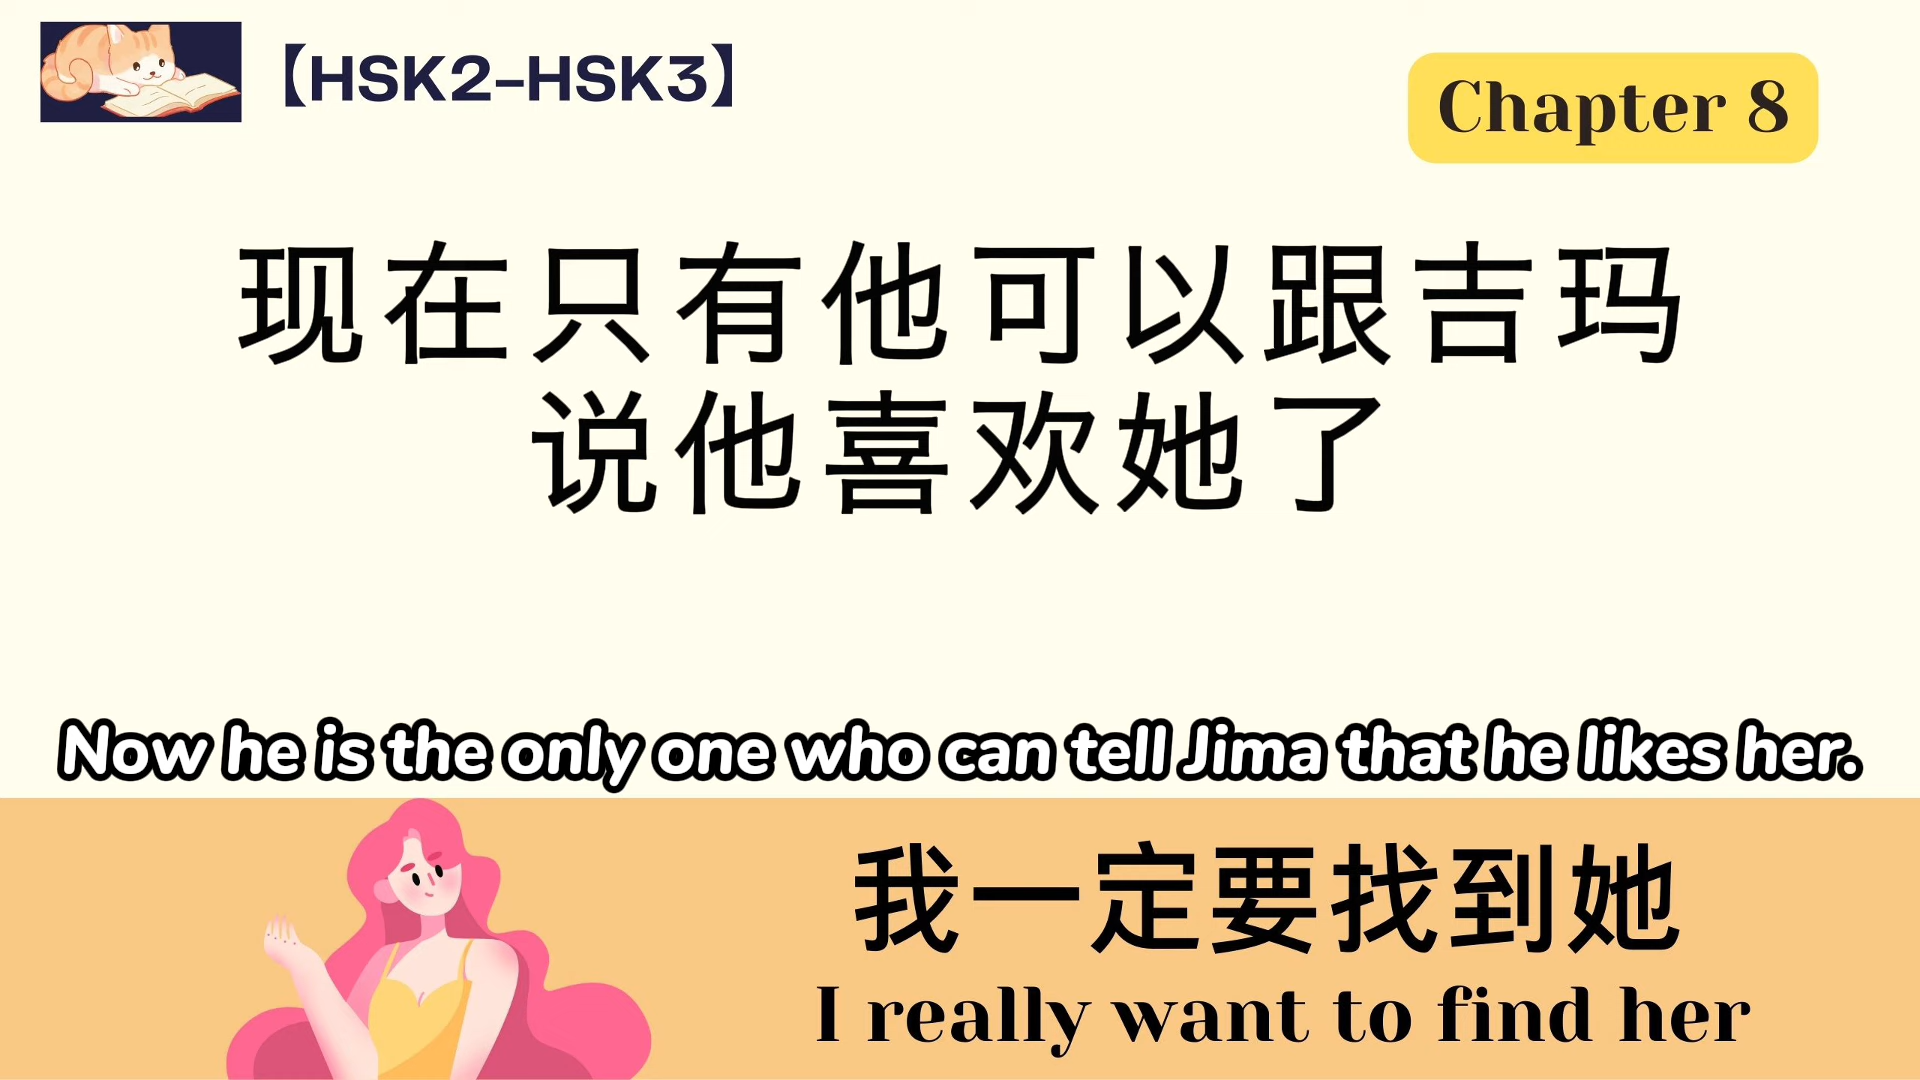 【HSK2-HSK3】
Chapter 8
现在只有他可以跟吉玛
说他喜欢她了
Now he is the only one who can tell Jima that he likes her.
我一定要找到她
I really want to find her